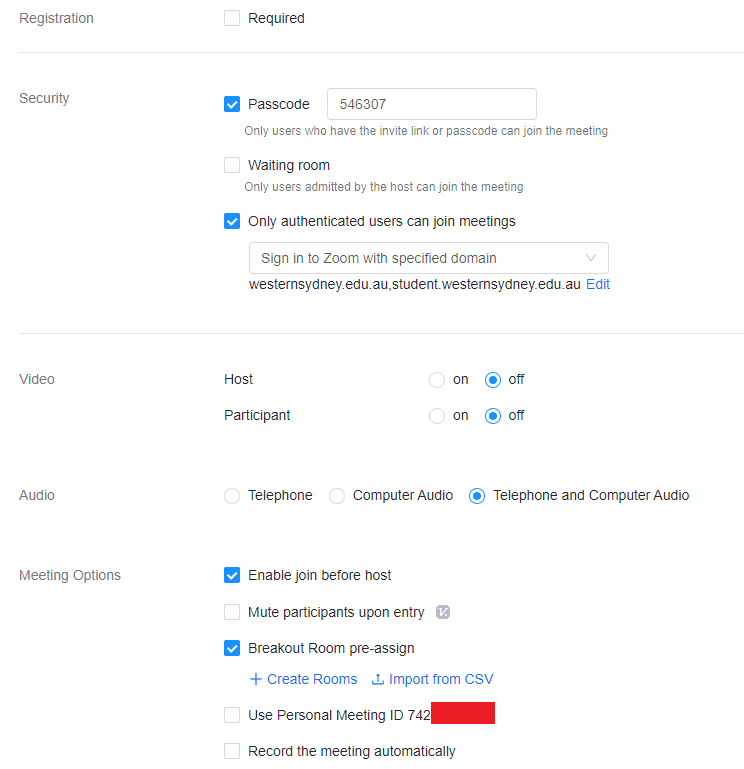 Registration Required
Security Passcode 546307
Only users who have the invite link or passcode can join the meeting
Waiting room
Only users admitted by the host can join the meeting
Only authenticated users can join meetings
Sign in to Zoom with specified domain
westernsydney.edu.au,student.westernsydney.edu.au Edit
Video Host on off
Participant on off
Audio Telephone Computer Audio Telephone and Computer Audio
Meeting Options Enable join before host
Mute participants upon entry
Breakout Room pre-assign
+ Create Rooms Import from CSV
Use Personal Meeting ID 742
Record the meeting automatically